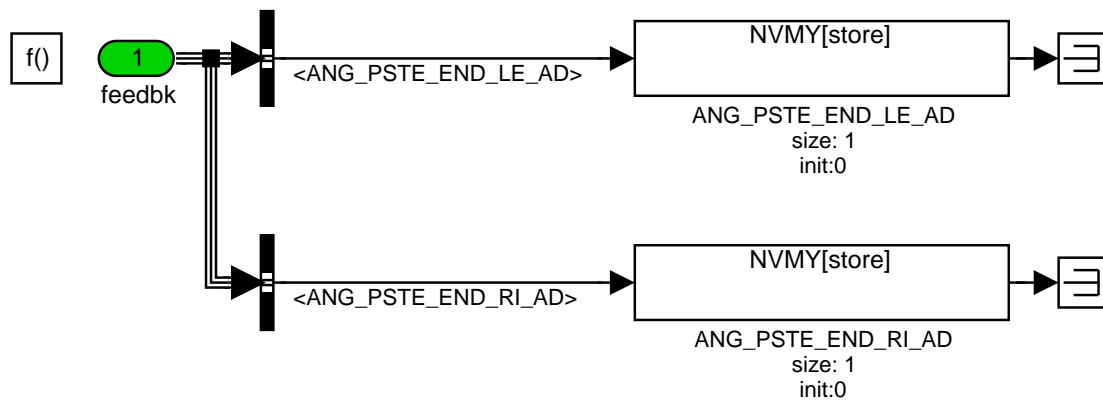 f()
1
feedbk
<ANG_PSTE_END_LE_AD>
NVMY[store]
ANG_PSTE_END_LE_AD
size: 1
init:0
<ANG_PSTE_END_RI_AD>
NVMY[store]
ANG_PSTE_END_RI_AD
size: 1
init:0